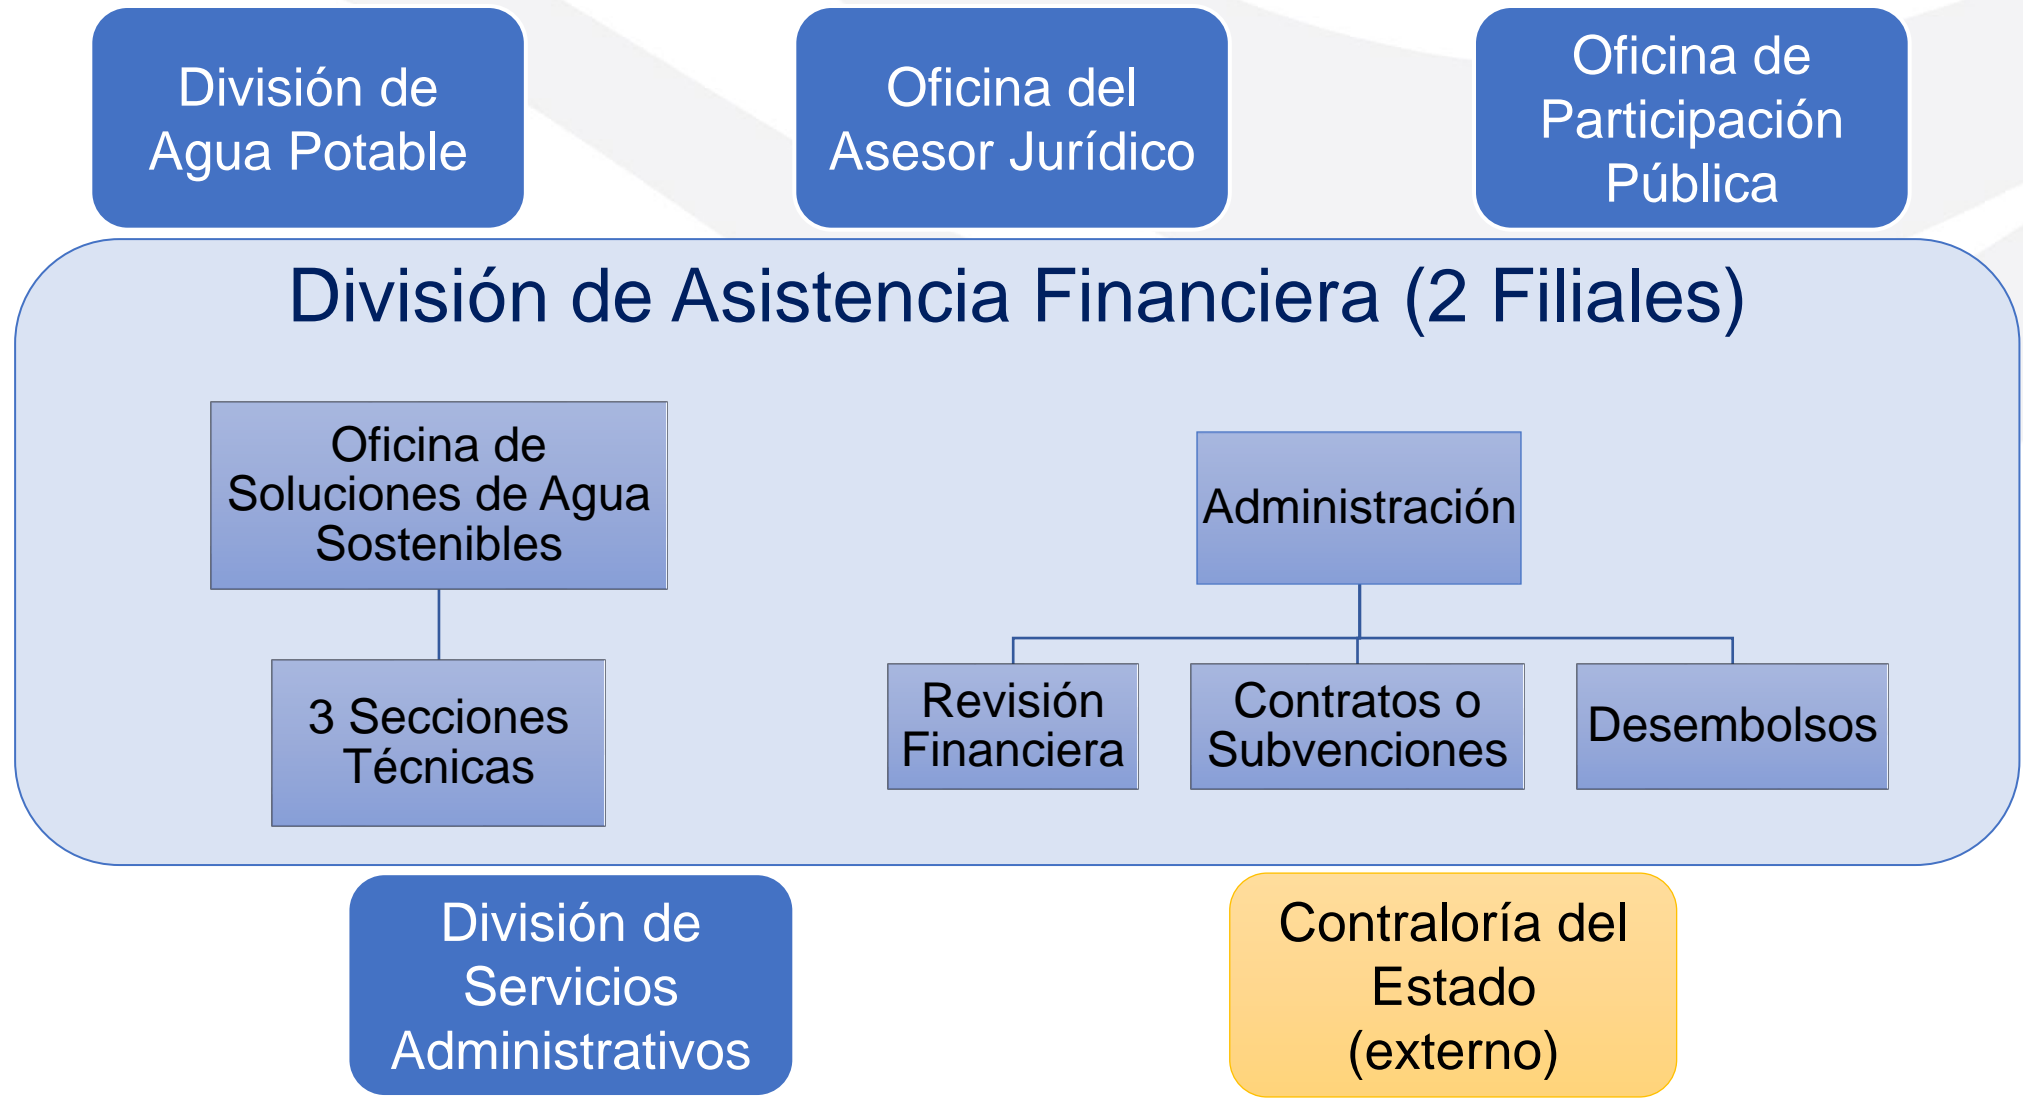 División de
Agua Potable
Oficina del
Asesor Jurídico
Oficina de
Participación
Pública
División de Asistencia Financiera (2 Filiales)
Oficina de
Soluciones de Agua
Sostenibles
3 Secciones
Técnicas
Administración
Revisión
Financiera
Contratos o
Subvenciones
Desembolsos
División de
Servicios
Administrativos
Contraloría del
Estado
(externo)